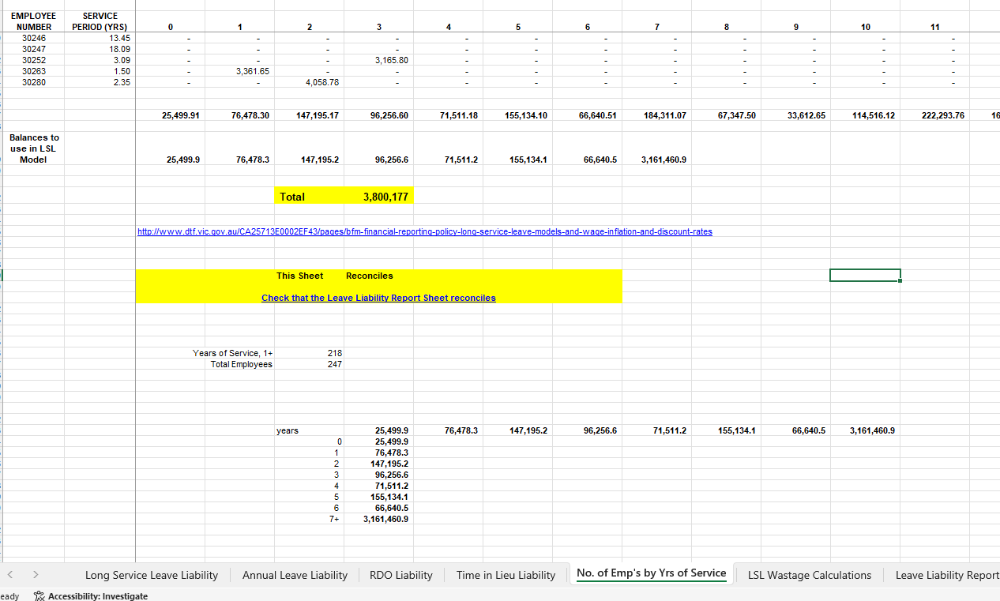 EMPLOYEE NUMBER SERVICE PERIOD (YRS) 0 1 2 3 4 5 6 7 8 9 10 11
30246 13.45 - - - - - - - - - - - -
30247 18.09 - - - - - - - - - - - -
30252 3.09 - - - 3,165.80 - - - - - - - -
30263 1.50 - 3,361.65 - - - - - - - - - -
30280 2.35 - - 4,058.78 - - - - - - - - -
25,499.91 76,478.30 147,195.17 96,256.60 71,511.18 155,134.10 66,640.51 184,311.07 67,347.50 33,612.65 114,516.12 222,293.76
Balances to
use in LSL
Model 25,499.9 76,478.3 147,195.2 96,256.6 71,511.2 155,134.1 66,640.5 3,161,460.9
Total 3,800,177
http://www.dtf.vic.gov.au/CA25713E0002EF43/pages/bfm-financial-reporting-policy-long-service-leave-models-and-wage-inflation-and-discount-rates
This Sheet Reconciles
Check that the Leave Liability Report Sheet reconciles
Years of Service, 1+ 218
Total Employees 247
years 25,499.9 76,478.3 147,195.2 96,256.6 71,511.2 155,134.1 66,640.5 3,161,460.9
0 25,499.9
1 76,478.3
2 147,195.2
3 96,256.6
4 71,511.2
5 155,134.1
6 66,640.5
7+ 3,161,460.9
Long Service Leave Liability Annual Leave Liability RDO Liability Time in Lieu Liability No. of Emp's by Yrs of Service LSL Wastage Calculations Leave Liability Report
eady Accessibility: Investigate